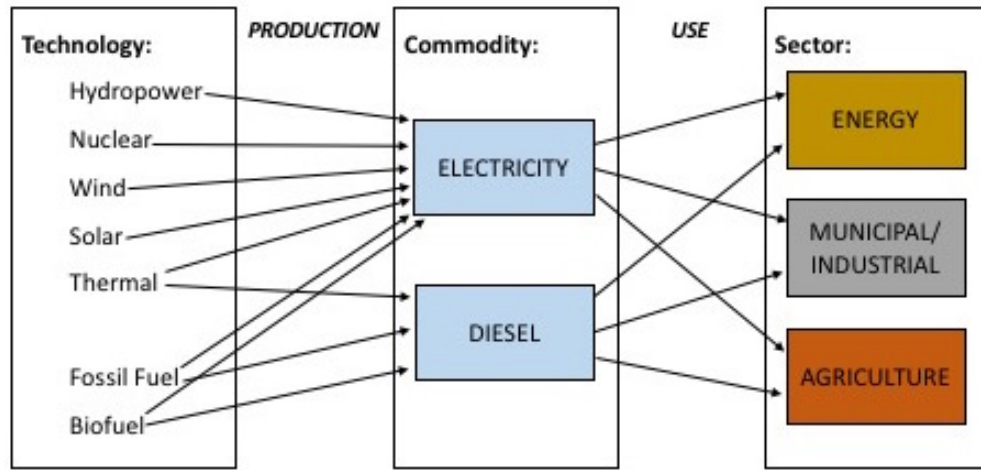 Technology:
PRODUCTION
Commodity:
USE
Sector:
Hydropower
Nuclear
Wind
Solar
Thermal
Fossil Fuel
Biofuel
ELECTRICITY
DIESEL
ENERGY
MUNICIPAL/
INDUSTRIAL
AGRICULTURE